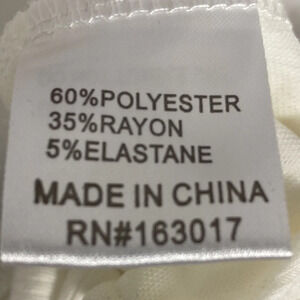 60%POLYESTER
35%RAYON
5%ELASTANE
MADE IN CHINA
RN#163017